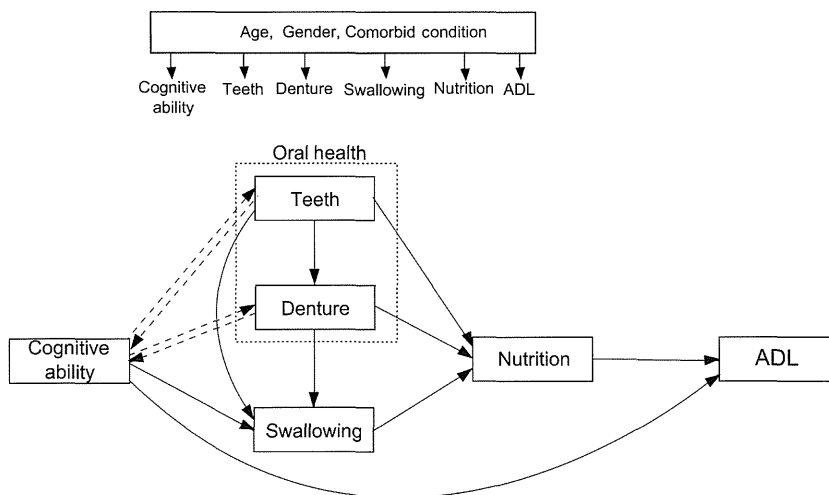 Age, Gender, Comorbid condition
Cognitive
ability
Teeth
Denture
Swallowing
Nutrition
ADL
Oral health
Teeth
Denture
Cognitive
ability
Nutrition
ADL
Swallowing